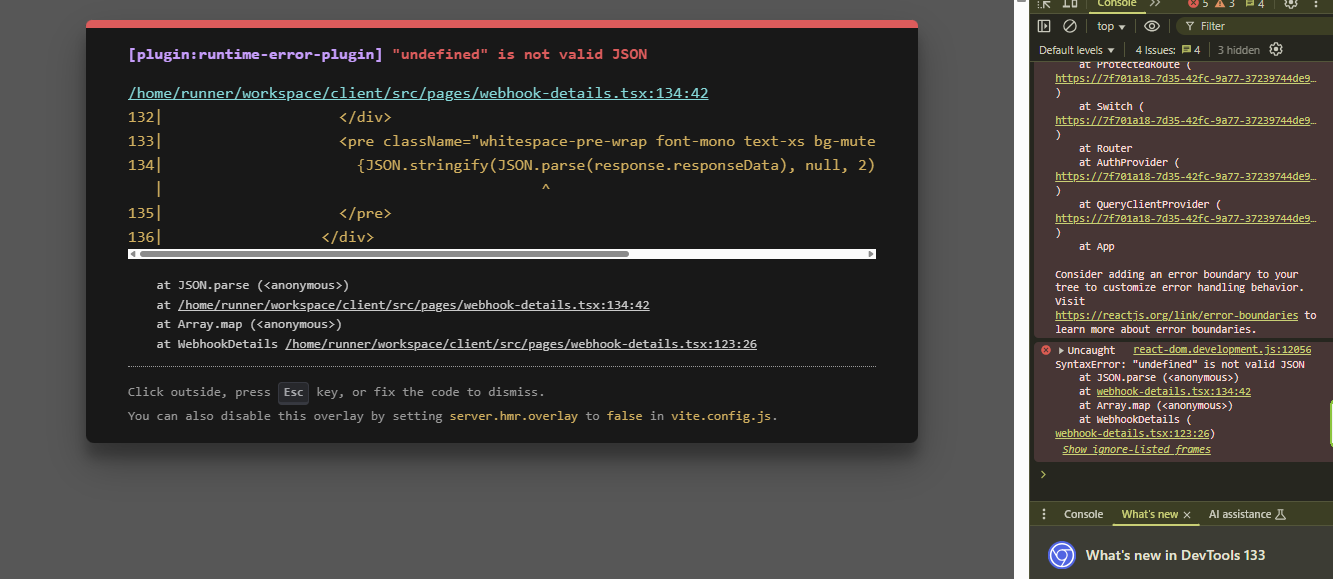 [plugin:runtime-error-plugin] "undefined" is not valid JSON
/home/runner/workspace/client/src/pages/webhook-details.tsx:134:42
132| </div>
133| <pre className="whitespace-pre-wrap font-mono text-xs bg-mute
134| {JSON.stringify(JSON.parse(response.responseData), null, 2)
| ^
135| </pre>
136| </div>
at JSON.parse (<anonymous>)
at /home/runner/workspace/client/src/pages/webhook-details.tsx:134:42
at Array.map (<anonymous>)
at WebhookDetails /home/runner/workspace/client/src/pages/webhook-details.tsx:123:26
Click outside, press Esc key, or fix the code to dismiss.
You can also disable this overlay by setting server.hmr.overlay to false in vite.config.js.
Console 5 3 4
top Filter
Default levels 4 Issues: 4 3 hidden
at ProtectedRoute (
https://7f701a18-7d35-42fc-9a77-37239744de9…
)
at Switch (
https://7f701a18-7d35-42fc-9a77-37239744de9…
)
at Router
at AuthProvider (
https://7f701a18-7d35-42fc-9a77-37239744de9…
)
at QueryClientProvider (
https://7f701a18-7d35-42fc-9a77-37239744de9…
)
at App
Consider adding an error boundary to your
tree to customize error handling behavior.
Visit
https://reactjs.org/link/error-boundaries to
learn more about error boundaries.
Uncaught react-dom.development.js:12056
SyntaxError: "undefined" is not valid JSON
at JSON.parse (<anonymous>)
at webhook-details.tsx:134:42
at Array.map (<anonymous>)
at WebhookDetails (
webhook-details.tsx:123:26)
Show ignore-listed frames
Console What's new AI assistance
What's new in DevTools 133